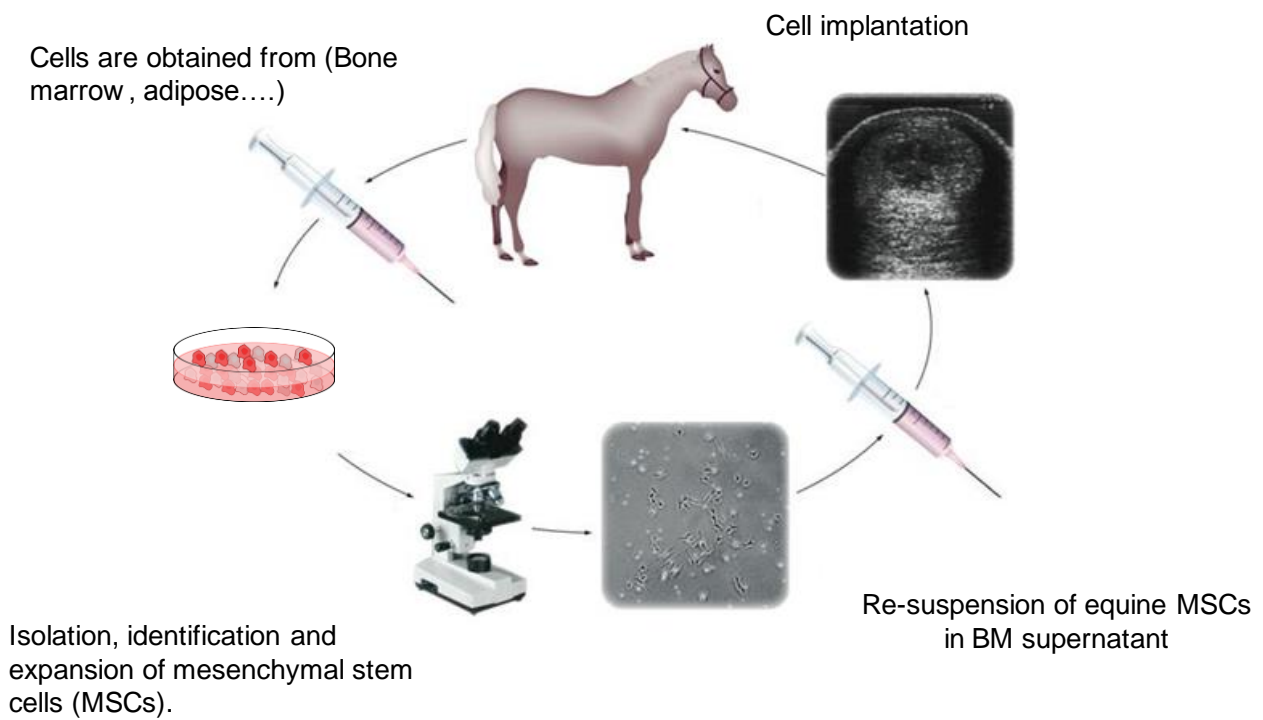 Cell implantation
Cells are obtained from (Bone
marrow , adipose….)
Re-suspension of equine MSCs
in BM supernatant
Isolation, identification and
expansion of mesenchymal stem
cells (MSCs).